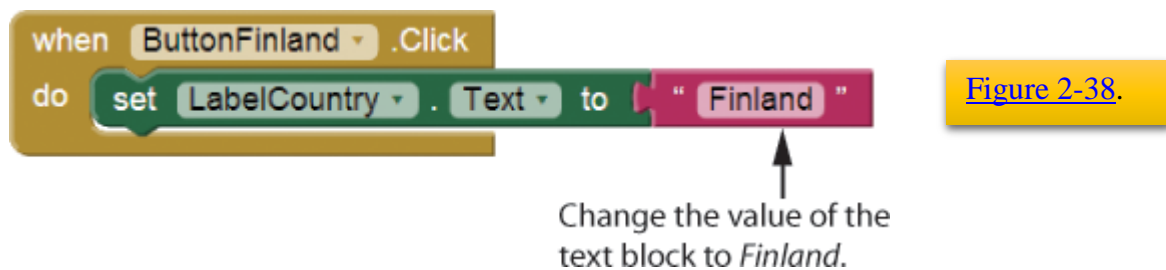 when ButtonFinland .Click
do set LabelCountry . Text to " Finland "
Figure 2-38.
Change the value of the
text block to Finland.